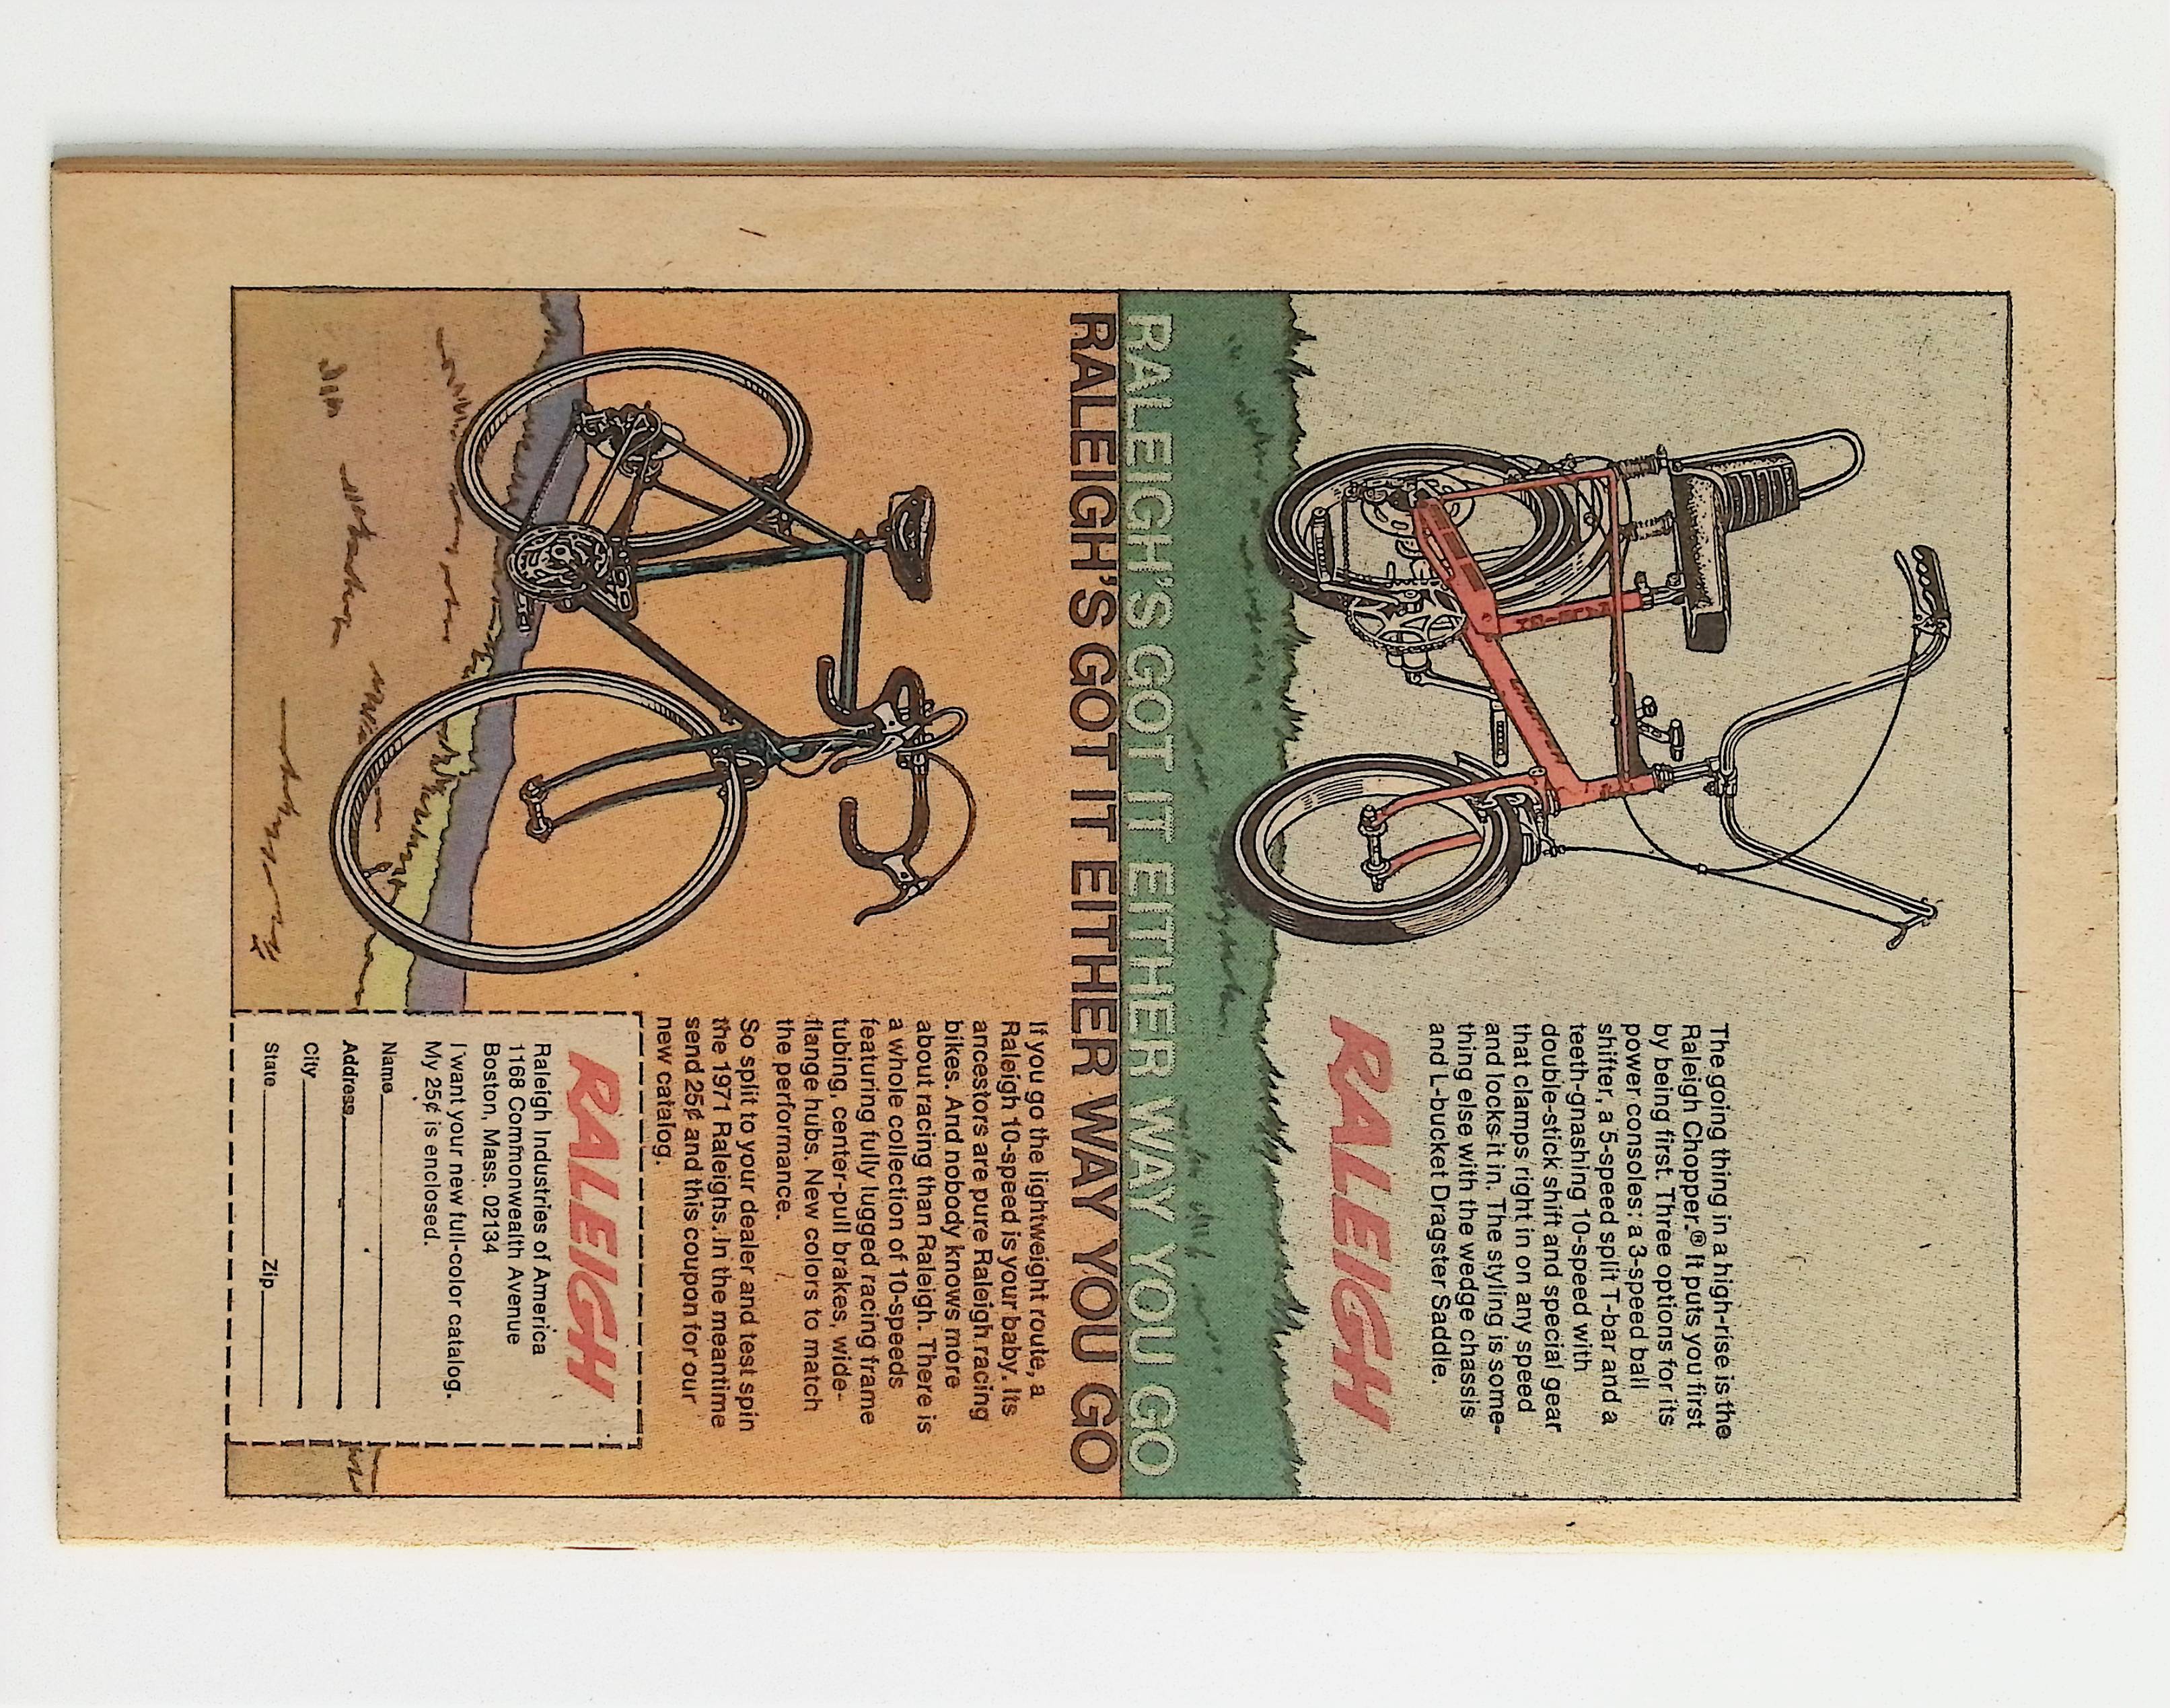 The going thing in a high-rise is the
Raleigh Chopper.® It puts you first
by being first. Three options for its
power consoles: a 3-speed ball
shifter, a 5-speed split T-bar and a
teeth-gnashing 10-speed with
double-stick shift and special gear
that clamps right in on any speed
and locks it in. The styling is some-
thing else with the wedge chassis
and L-bucket Dragster Saddle.
RALEIGH
RALEIGH'S GOT IT EITHER WAY YOU GO
RALEIGH'S GOT IT EITHER WAY YOU GO
If you go the lightweight route, a
Raleigh 10-speed is your baby. Its
ancestors are pure Raleigh racing
bikes. And nobody knows more
about racing than Raleigh. There is
a whole collection of 10-speeds
featuring fully lugged racing frame
tubing, center-pull brakes, wide-
flange hubs. New colors to match
the performance.
So split to your dealer and test spin
the 1971 Raleighs. In the meantime
send 25¢ and this coupon for our
new catalog.
RALEIGH
Raleigh Industries of America
1168 Commonwealth Avenue
Boston, Mass. 02134
I want your new full-color catalog.
My 25¢ is enclosed.
Name
Address
City
State Zip